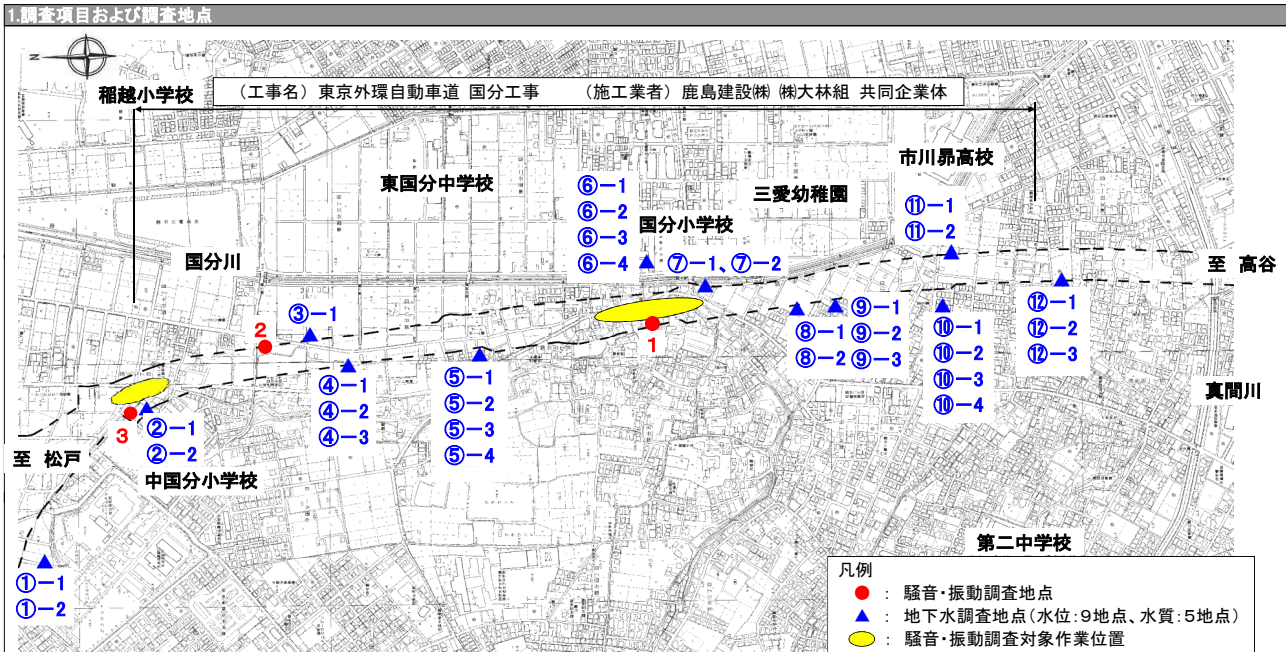 1.調査項目および調査地点
N
(工事名) 東京外環自動車道 国分工事 (施工業者) 鹿島建設㈱ ㈱大林組 共同企業体
稲越小学校
東国分中学校
市川昴高校
三愛幼稚園
国分小学校
⑥-1
⑥-2
⑥-3
⑥-4
⑪-1
⑪-2
国分川
⑦-1、⑦-2
至 高谷
③-1
2
1
⑧-1
⑧-2
⑨-1
⑨-2
⑨-3
⑩-1
⑩-2
⑩-3
⑩-4
⑫-1
⑫-2
⑫-3
④-1
④-2
④-3
⑤-1
⑤-2
⑤-3
⑤-4
真間川
3
②-1
②-2
至 松戸
中国分小学校
①-1
①-2
第二中学校
凡例
: 騒音・振動調査地点
: 地下水調査地点(水位:9地点、水質:5地点)
: 騒音・振動調査対象作業位置